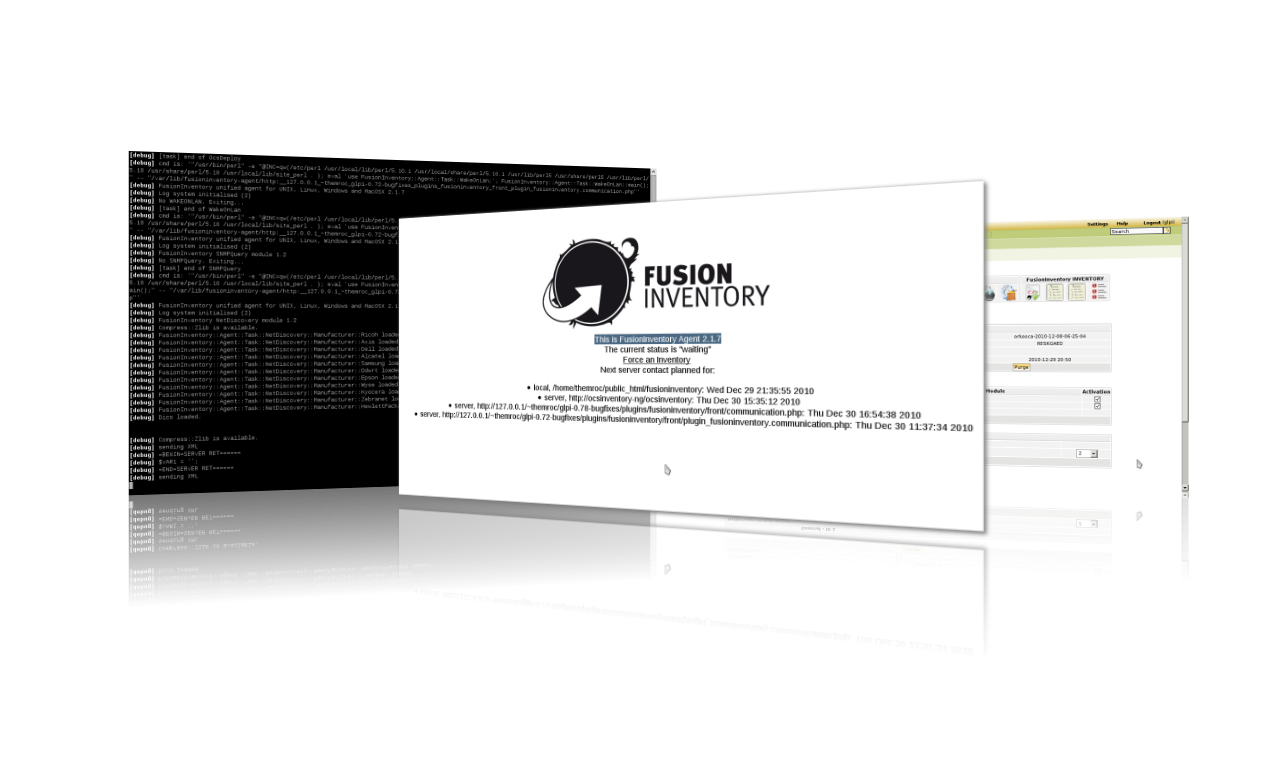 [debug] [task] end of OcsDeploy
[debug] cmd is: '"/usr/bin/perl" -e "@INC=qw(/etc/perl /usr/local/lib/perl/5.10.1 /usr/local/share/perl/5.10.1 /usr/lib/perl5 /usr/share/perl5 /usr/lib/perl/
5.10 /usr/share/perl/5.10 /usr/local/lib/site_perl . ); eval 'use FusionInventory::Agent::Task::WakeOnLan;'; FusionInventory::Agent::Task::WakeOnLan::main();
" -- "/var/lib/fusioninventory-agent/http:__127.0.0.1_~themroc_glpi-0.72-bugfixes_plugins_fusioninventory_front_plugin_fusioninventory.communication.php"'
[debug] FusionInventory unified agent for UNIX, Linux, Windows and MacOSX 2.1.7
[debug] Log system initialised (2)
[debug] No WAKEONLAN. Exiting...
[debug] [task] end of WakeOnLan
[debug] cmd is: '"/usr/bin/perl" -e "@INC=qw(/etc/perl /usr/local/lib/perl/5
5.10 /usr/share/perl/5.10 /usr/local/lib/site_perl . ); eval 'use FusionInven
" -- "/var/lib/fusioninventory-agent/http:__127.0.0.1_~themroc_glpi-0.72-bugf
[debug] FusionInventory unified agent for UNIX, Linux, Windows and MacOSX 2.1
[debug] Log system initialised (2)
[debug] FusionInventory SNMPQuery module 1.2
[debug] No SNMPQuery. Exiting...
[debug] [task] end of SNMPQuery
[debug] cmd is: '"/usr/bin/perl" -e "@INC=qw(/etc/perl /usr/local/lib/perl/5.
5.10 /usr/share/perl/5.10 /usr/local/lib/site_perl . ); eval 'use FusionInven
ain();" -- "/var/lib/fusioninventory-agent/http:__127.0.0.1_~themroc_glpi-0.7
p"'
[debug] FusionInventory unified agent for UNIX, Linux, Windows and MacOSX 2.1
[debug] Log system initialised (2)
[debug] FusionInventory NetDiscovery module 1.2
[debug] Compress::Zlib is available.
[debug] FusionInventory::Agent::Task::NetDiscovery::Manufacturer::Ricoh loade
[debug] FusionInventory::Agent::Task::NetDiscovery::Manufacturer::Axis loaded
[debug] FusionInventory::Agent::Task::NetDiscovery::Manufacturer::Dell loaded
[debug] FusionInventory::Agent::Task::NetDiscovery::Manufacturer::Alcatel loa
[debug] FusionInventory::Agent::Task::NetDiscovery::Manufacturer::Samsung loa
[debug] FusionInventory::Agent::Task::NetDiscovery::Manufacturer::Ddwrt loade
[debug] FusionInventory::Agent::Task::NetDiscovery::Manufacturer::Epson loade
[debug] FusionInventory::Agent::Task::NetDiscovery::Manufacturer::Wyse loaded
[debug] FusionInventory::Agent::Task::NetDiscovery::Manufacturer::Kyocera loa
[debug] FusionInventory::Agent::Task::NetDiscovery::Manufacturer::Zebranet lo
[debug] FusionInventory::Agent::Task::NetDiscovery::Manufacturer::HewlettPack
[debug] Dico loaded.
[debug] Compress::Zlib is available.
[debug] sending XML
[debug] =BEGIN=SERVER RET======
[debug] $VAR1 = '';
[debug] =END=SERVER RET======
[debug] sending XML
FUSION
INVENTORY
This is FusionInventory Agent 2.1.7
The current status is "waiting"
Force an Inventory
Next server contact planned for:
• local, /home/themroc/public_html/fusioninventory: Wed Dec 29 21:35:55 2010
• server, http://ocsinventory-ng/ocsinventory: Thu Dec 30 15:35:12 2010
• server, http://127.0.0.1/~themroc/glpi-0.78-bugfixes/plugins/fusioninventory/front/communication.php: Thu Dec 30 16:54:38 2010
• server, http://127.0.0.1/~themroc/glpi-0.72-bugfixes/plugins/fusioninventory/front/plugin_fusioninventory.communication.php: Thu Dec 30 11:37:34 2010
Settings Help Logout (glpi)
Search
FusionInventory INVENTORY
RESKGAED
2010-12-29 20:50
Purge
Module Activation
2